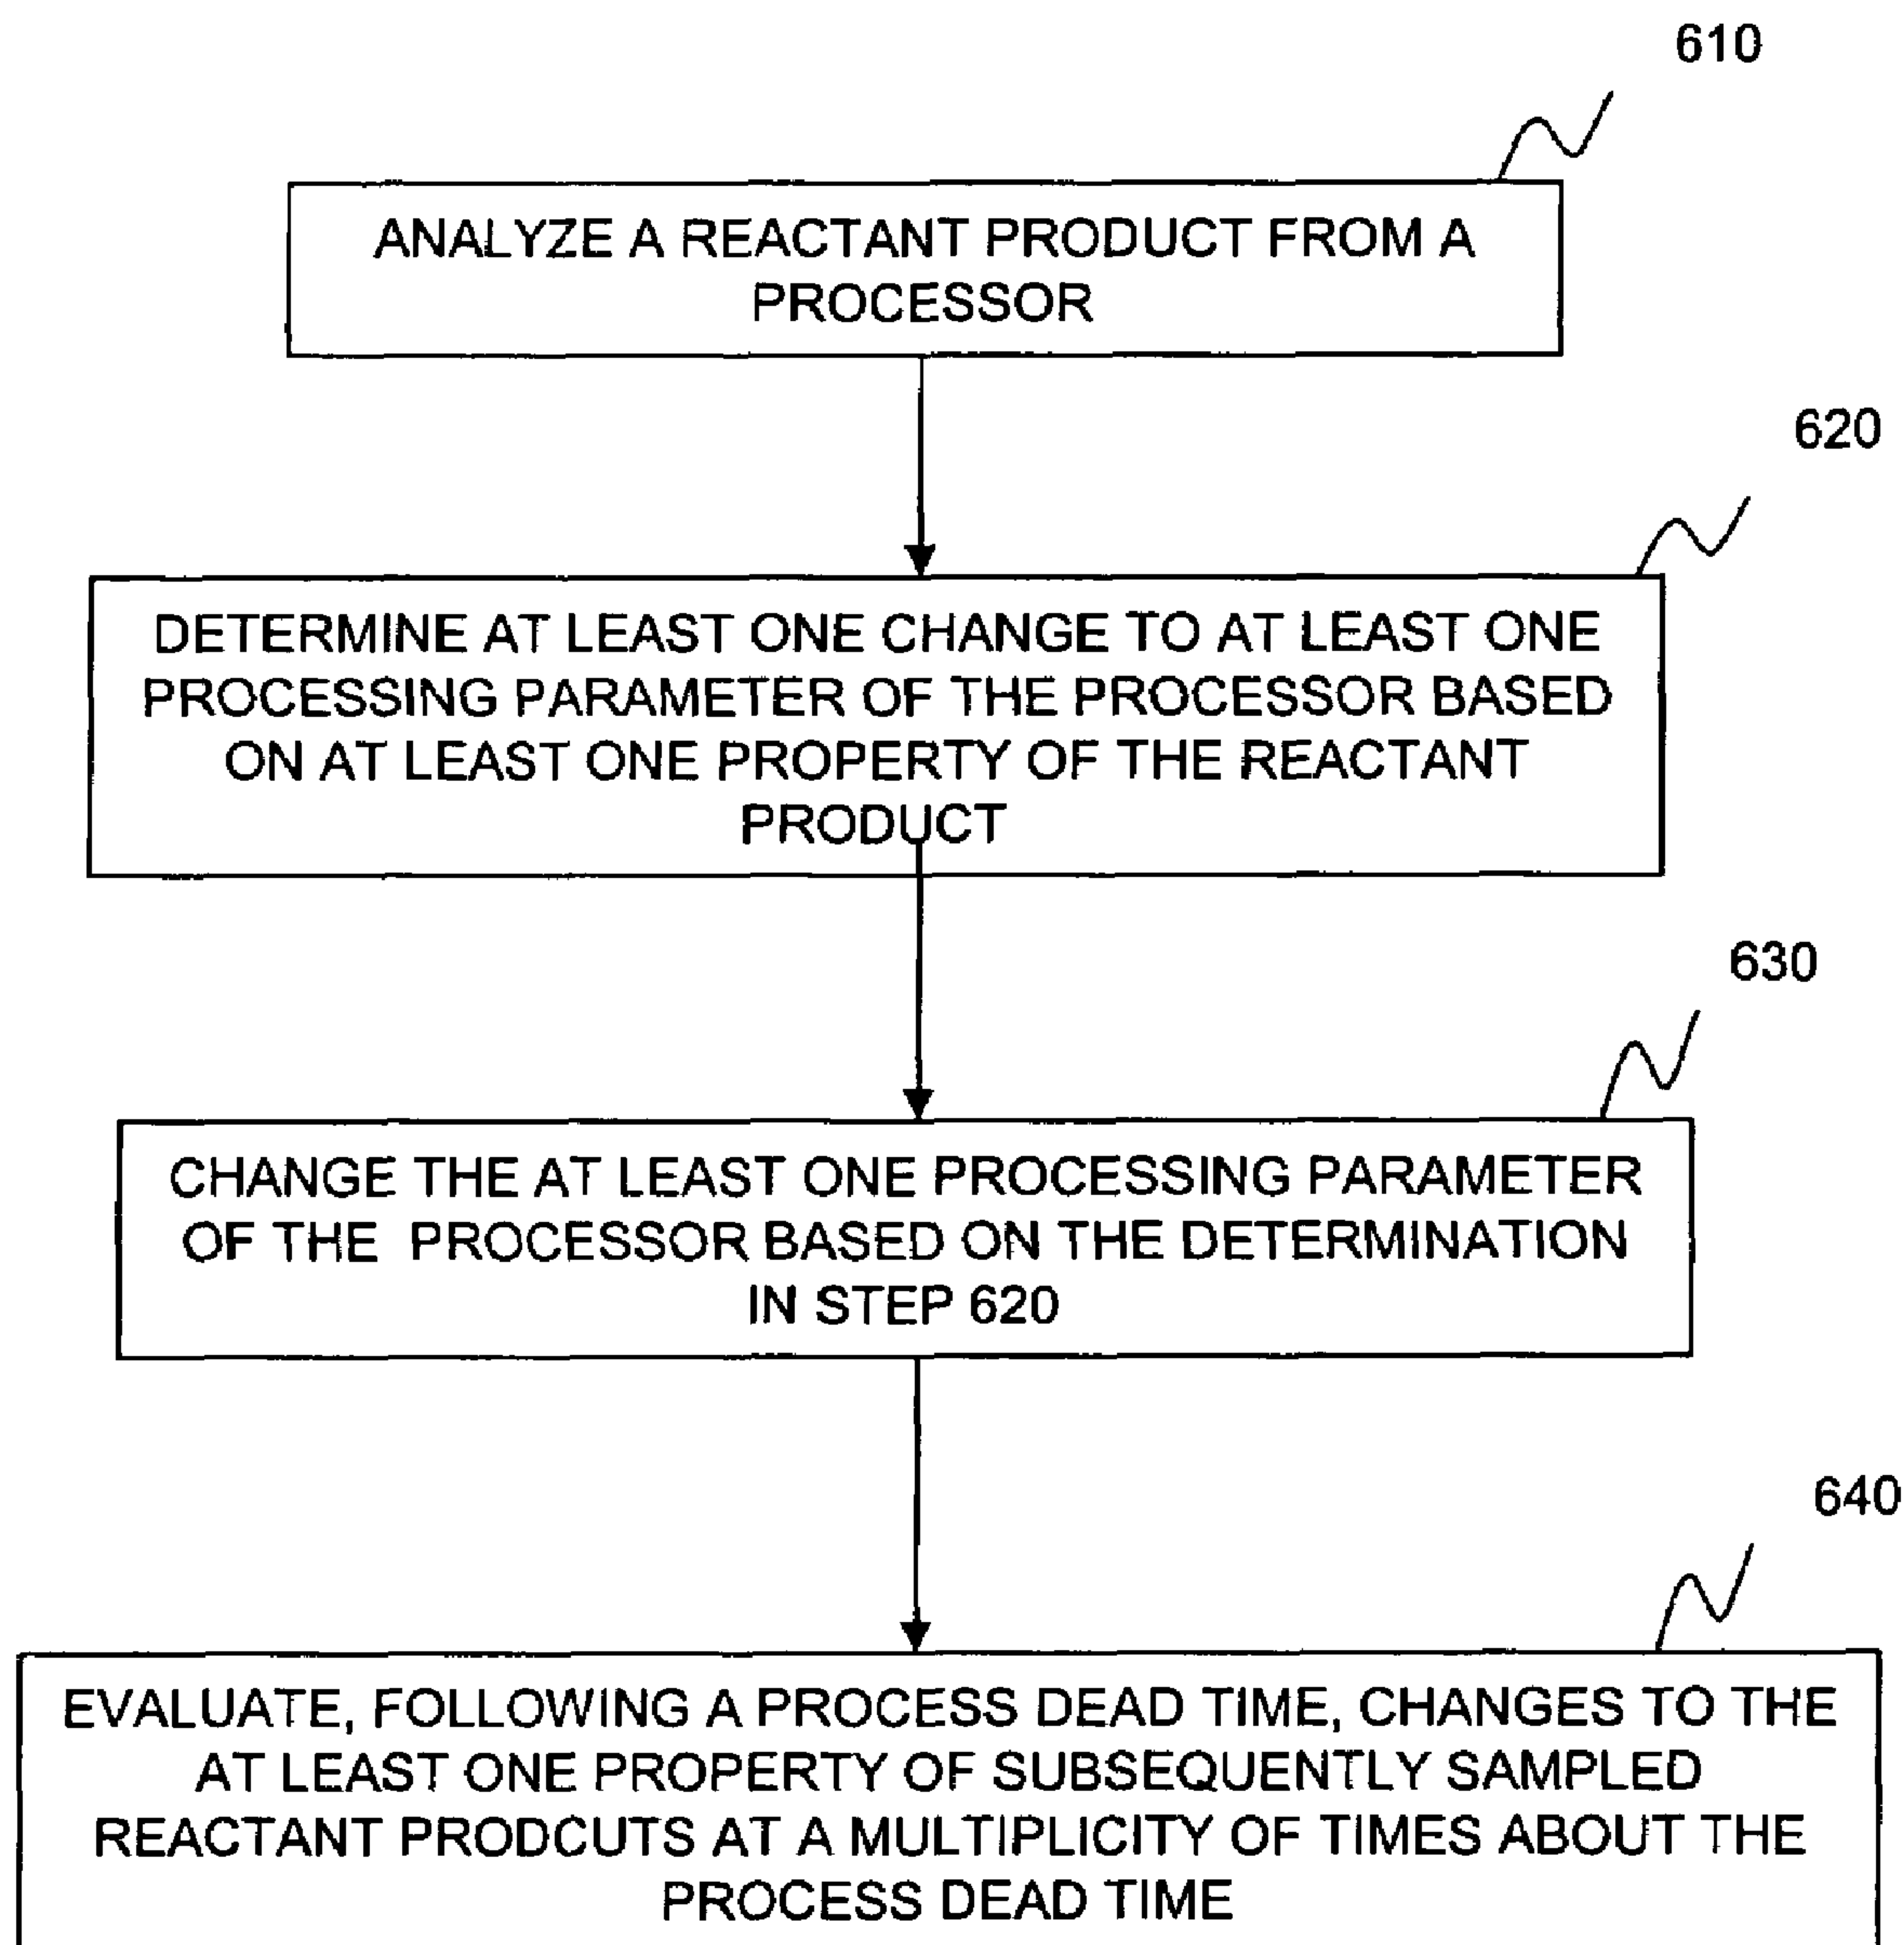 610
ANALYZE A REACTANT PRODUCT FROM A
PROCESSOR
620
DETERMINE AT LEAST ONE CHANGE TO AT LEAST ONE
PROCESSING PARAMETER OF THE PROCESSOR BASED
ON AT LEAST ONE PROPERTY OF THE REACTANT
PRODUCT
630
CHANGE THE AT LEAST ONE PROCESSING PARAMETER
OF THE PROCESSOR BASED ON THE DETERMINATION
IN STEP 620
640
EVALUATE, FOLLOWING A PROCESS DEAD TIME, CHANGES TO THE
AT LEAST ONE PROPERTY OF SUBSEQUENTLY SAMPLED
REACTANT PRODCUTS AT A MULTIPLICITY OF TIMES ABOUT THE
PROCESS DEAD TIME